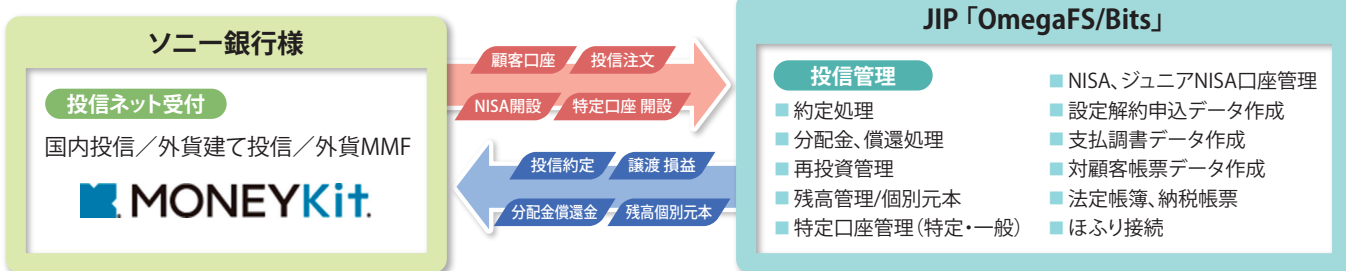 ソニー銀行様
投信ネット受付
国内投信／外貨建て投信／外貨MMF
MONEYKit.
顧客口座 投信注文
NISA開設 特定口座 開設
投信約定 譲渡 損益
分配金償還金 残高個別元本
JIP「OmegaFS/Bits」
投信管理
■約定処理
■分配金、償還処理
■再投資管理
■残高管理/個別元本
■特定口座管理（特定・一般）
■NISA、ジュニアNISA口座管理
■設定解約申込データ作成
■支払調書データ作成
■対顧客帳票データ作成
■法定帳簿、納税帳票
■ほふり接続